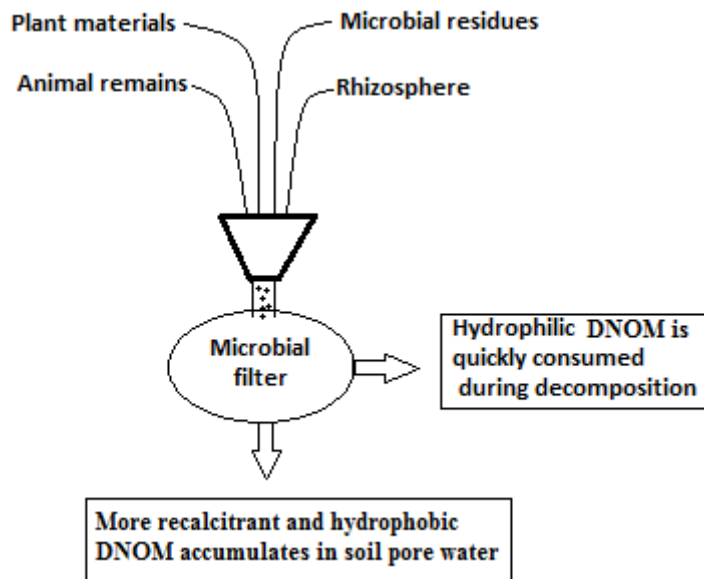 Plant materials
Microbial residues
Animal remains
Rhizosphere
Microbial
filter
Hydrophilic DNOM is
quickly consumed
during decomposition
More recalcitrant and hydrophobic
DNOM accumulates in soil pore water